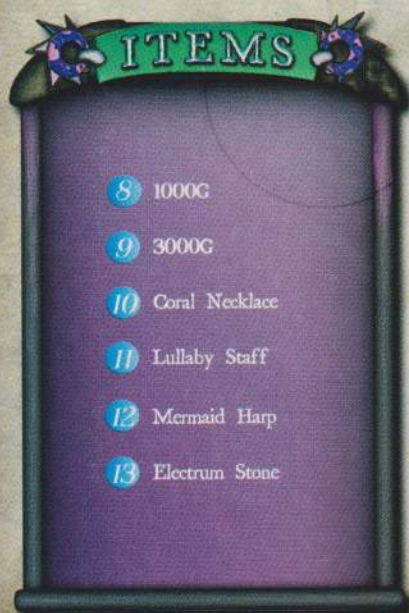 ITEMS
8 1000G
9 3000G
10 Coral Necklace
11 Lullaby Staff
12 Mermaid Harp
13 Electrum Stone